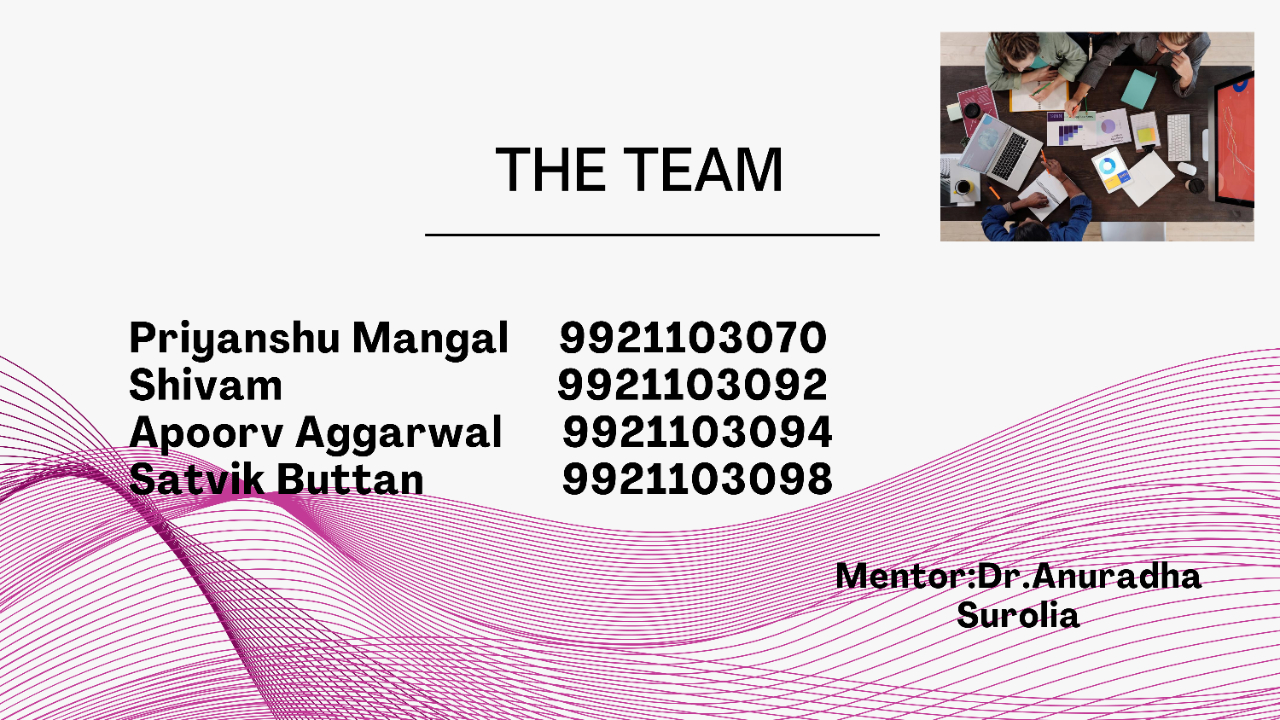 THE TEAM
Priyanshu Mangal 9921103070
Shivam 9921103092
Apoorv Aggarwal 9921103094
Satvik Buttan 9921103098
Mentor:Dr.Anuradha
Surolia